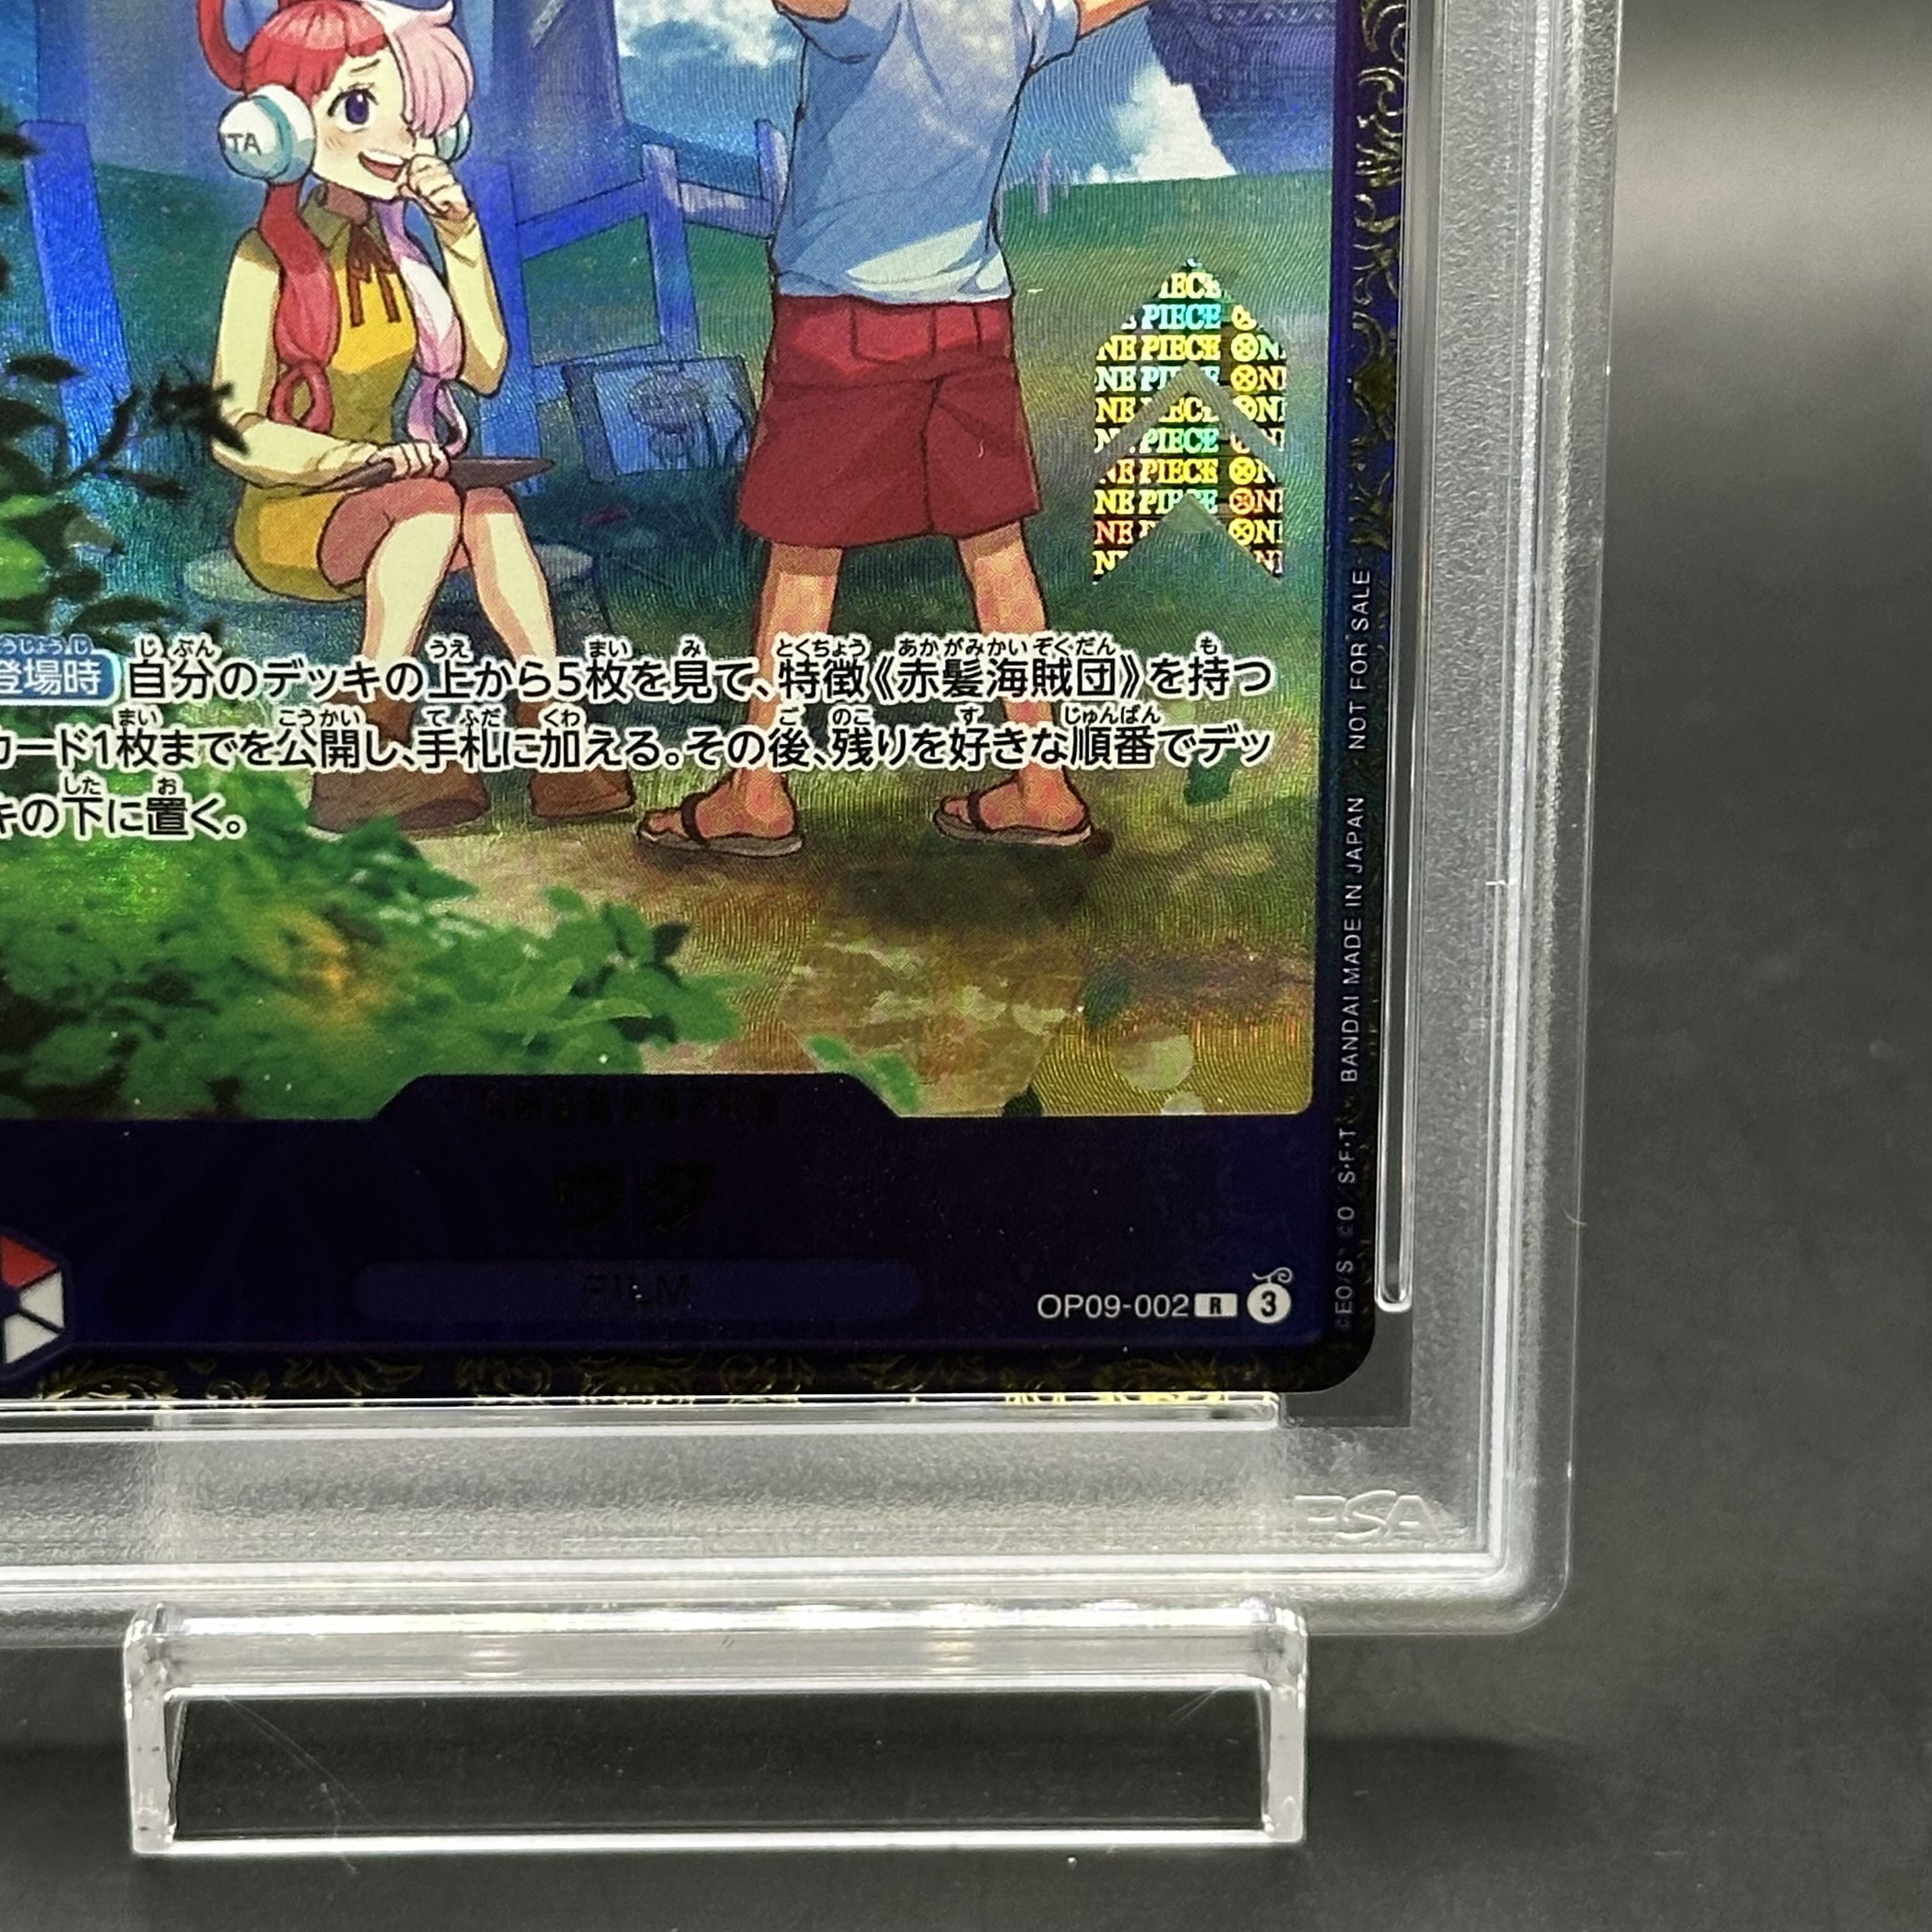 TA
登場時 自分のデッキの上から5枚を見て、特徴《赤髪海賊団》を持つ
カード1枚までを公開し、手札に加える。その後、残りを好きな順番でデッ
キの下に置く。
ONE PIECE
CHARACTER
ウタ
FILM
OP09-002 R 3
S·F·T BANDAI MADE IN JAPAN NOT FOR SALE
PSA